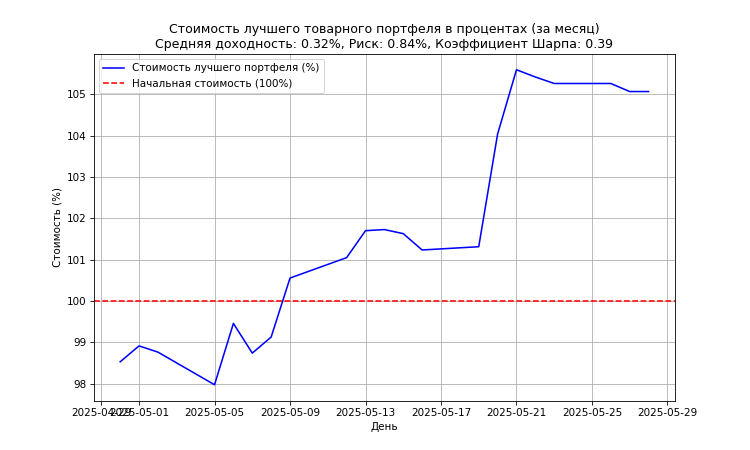 Стоимость лучшего товарного портфеля в процентах (за месяц)
Средняя доходность: 0.32%, Риск: 0.84%, Коэффициент Шарпа: 0.39
Стоимость лучшего портфеля (%)
Начальная стоимость (100%)
Стоимость (%)
105
104
103
102
101
100
99
98
2025-04-29 2025-05-01 2025-05-05 2025-05-09 2025-05-13 2025-05-17 2025-05-21 2025-05-25 2025-05-29
День